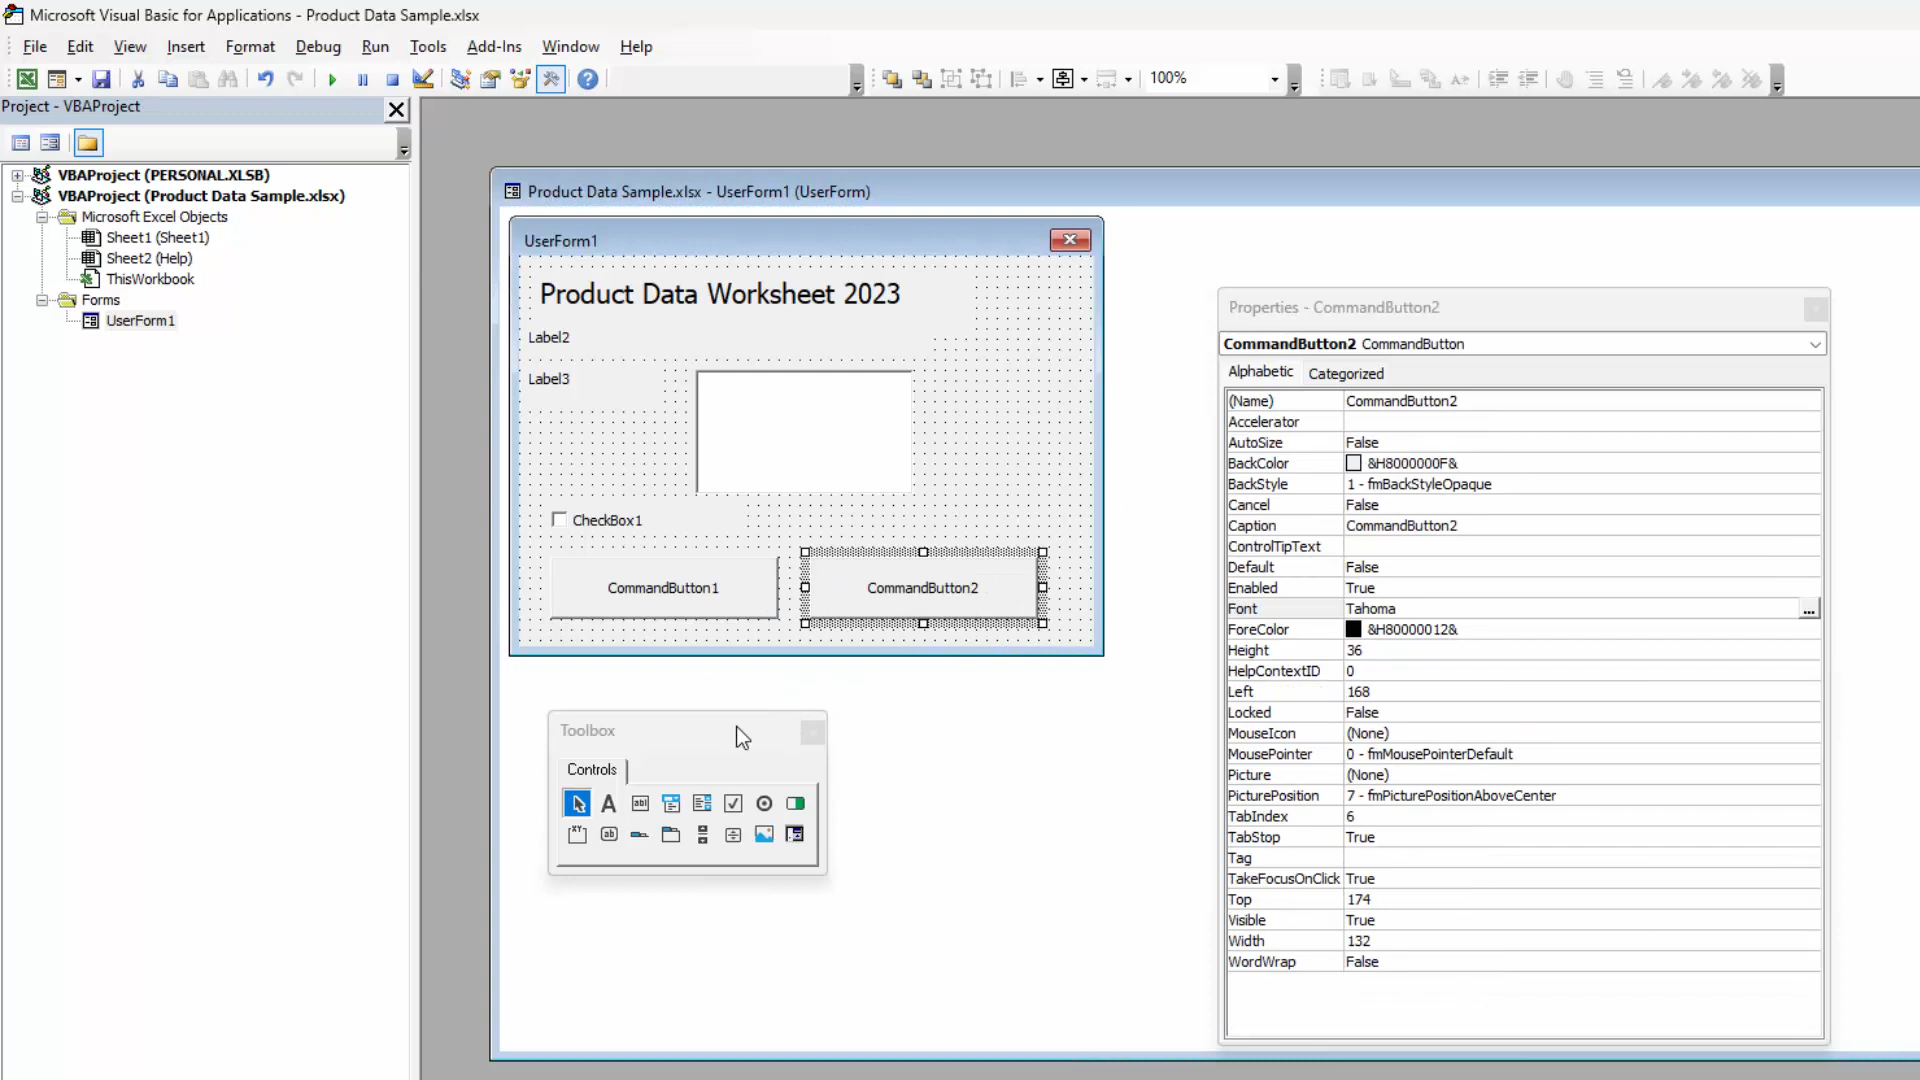 Microsoft Visual Basic for Applications - Product Data Sample.xlsx
File Edit View Insert Format Debug Run Tools Add-Ins Window Help
100%
Project - VBAProject
VBAProject (PERSONAL.XLSB)
VBAProject (Product Data Sample.xlsx)
Microsoft Excel Objects
Sheet1 (Sheet1)
Sheet2 (Help)
ThisWorkbook
Forms
UserForm1
Product Data Sample.xlsx - UserForm1 (UserForm)
UserForm1
Product Data Worksheet 2023
Label2
Label3
CheckBox1
CommandButton1 CommandButton2
Toolbox
Controls
A abl
XY ab
Properties - CommandButton2
CommandButton2 CommandButton
Alphabetic Categorized
(Name) CommandButton2
Accelerator
AutoSize False
BackColor &H8000000F&
BackStyle 1 - fmBackStyleOpaque
Cancel False
Caption CommandButton2
ControlTipText
Default False
Enabled True
Font Tahoma ...
ForeColor &H80000012&
Height 36
HelpContextID 0
Left 168
Locked False
MouseIcon (None)
MousePointer 0 - fmMousePointerDefault
Picture (None)
PicturePosition 7 - fmPicturePositionAboveCenter
TabIndex 6
TabStop True
Tag
TakeFocusOnClick True
Top 174
Visible True
Width 132
WordWrap False